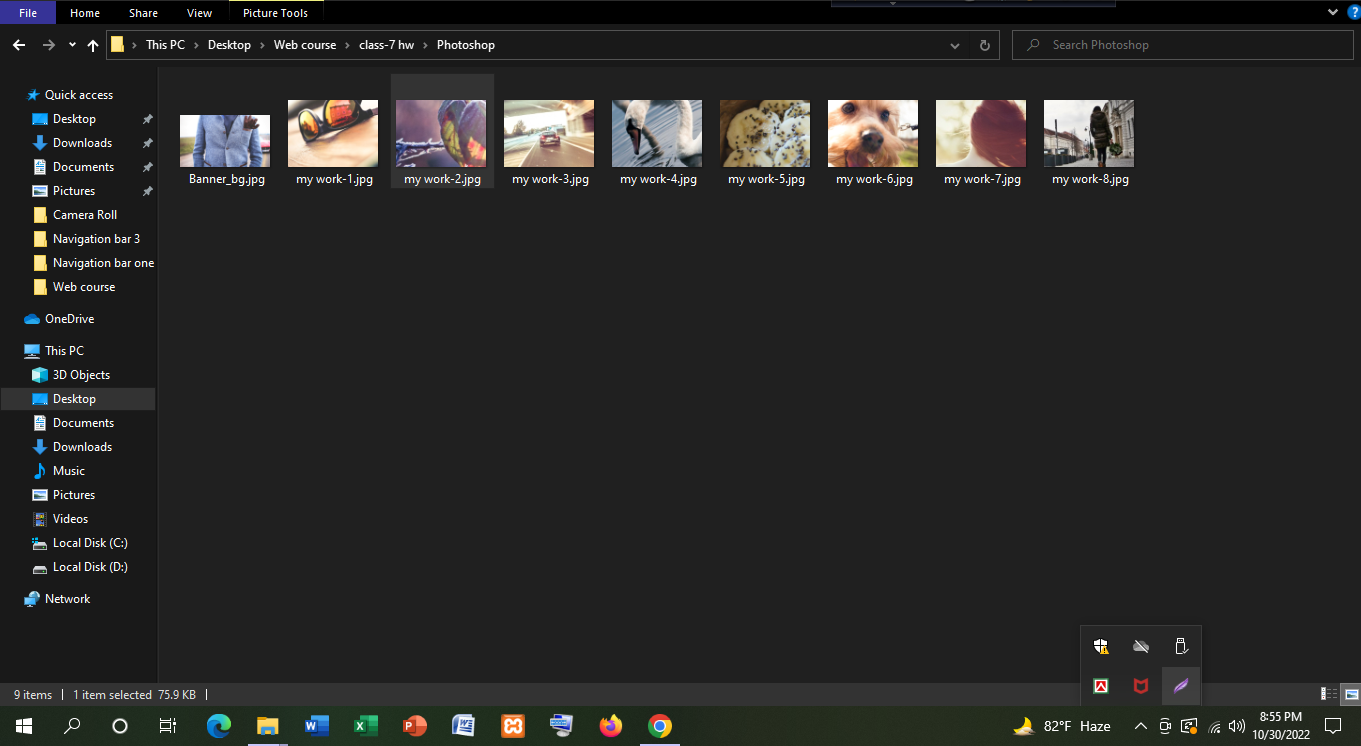 File Home Share View Picture Tools
This PC Desktop Web course class-7 hw Photoshop Search Photoshop
Quick access
Desktop
Downloads
Documents
Pictures
Camera Roll
Navigation bar 3
Navigation bar one
Web course
OneDrive
This PC
3D Objects
Desktop
Documents
Downloads
Music
Pictures
Videos
Local Disk (C:)
Local Disk (D:)
Network
Banner_bg.jpg my work-1.jpg my work-2.jpg my work-3.jpg my work-4.jpg my work-5.jpg my work-6.jpg my work-7.jpg my work-8.jpg
9 items 1 item selected 75.9 KB
82°F Haze 8:55 PM
10/30/2022